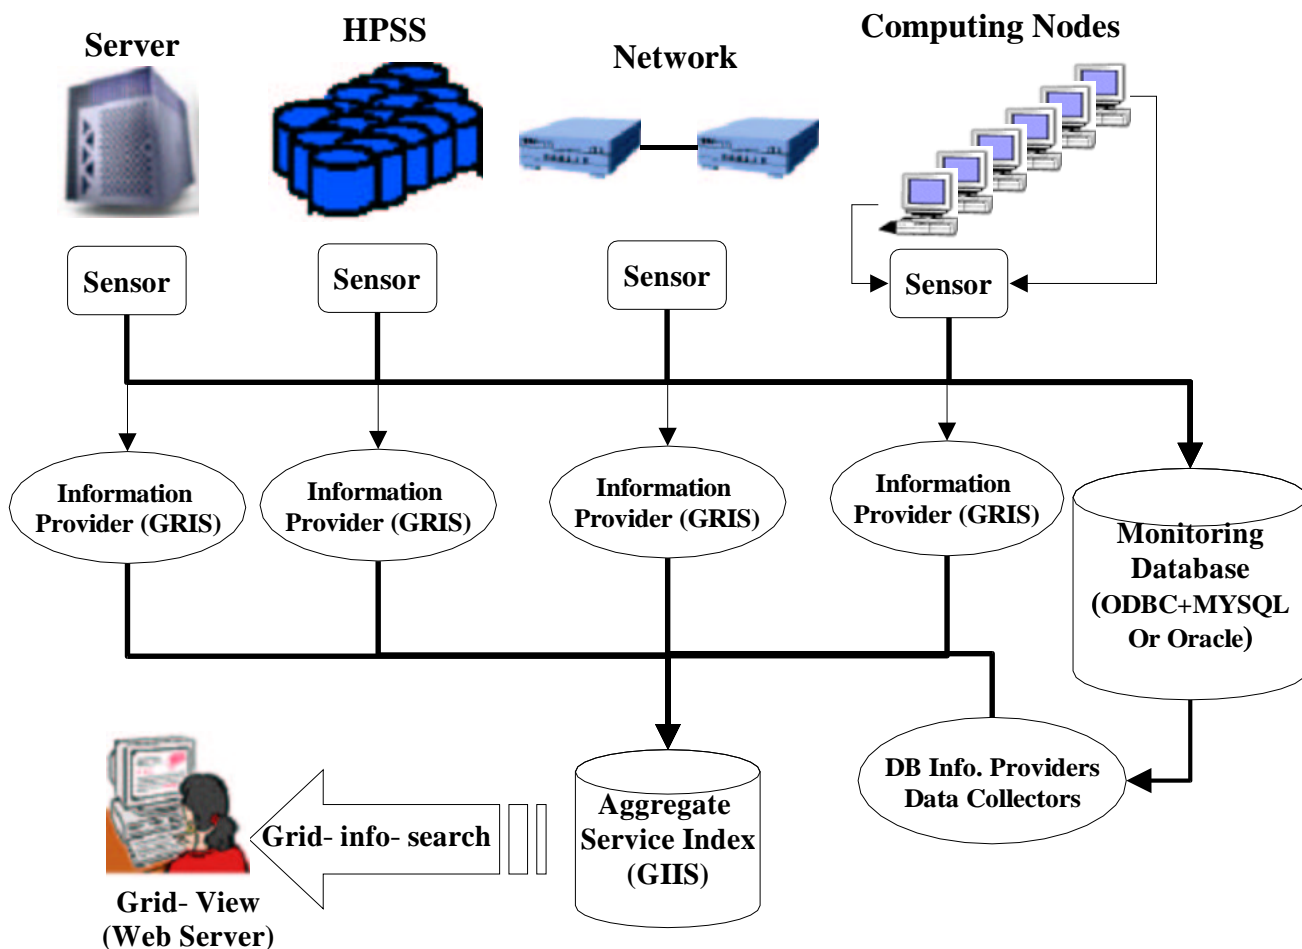 Server
HPSS
Network
Computing Nodes
Sensor
Sensor
Sensor
Sensor
Information
Provider (GRIS)
Information
Provider (GRIS)
Information
Provider (GRIS)
Information
Provider (GRIS)
Monitoring
Database
(ODBC+MYSQL
Or Oracle)
DB Info. Providers
Data Collectors
Aggregate
Service Index
(GIIS)
Grid- info- search
Grid- View
(Web Server)